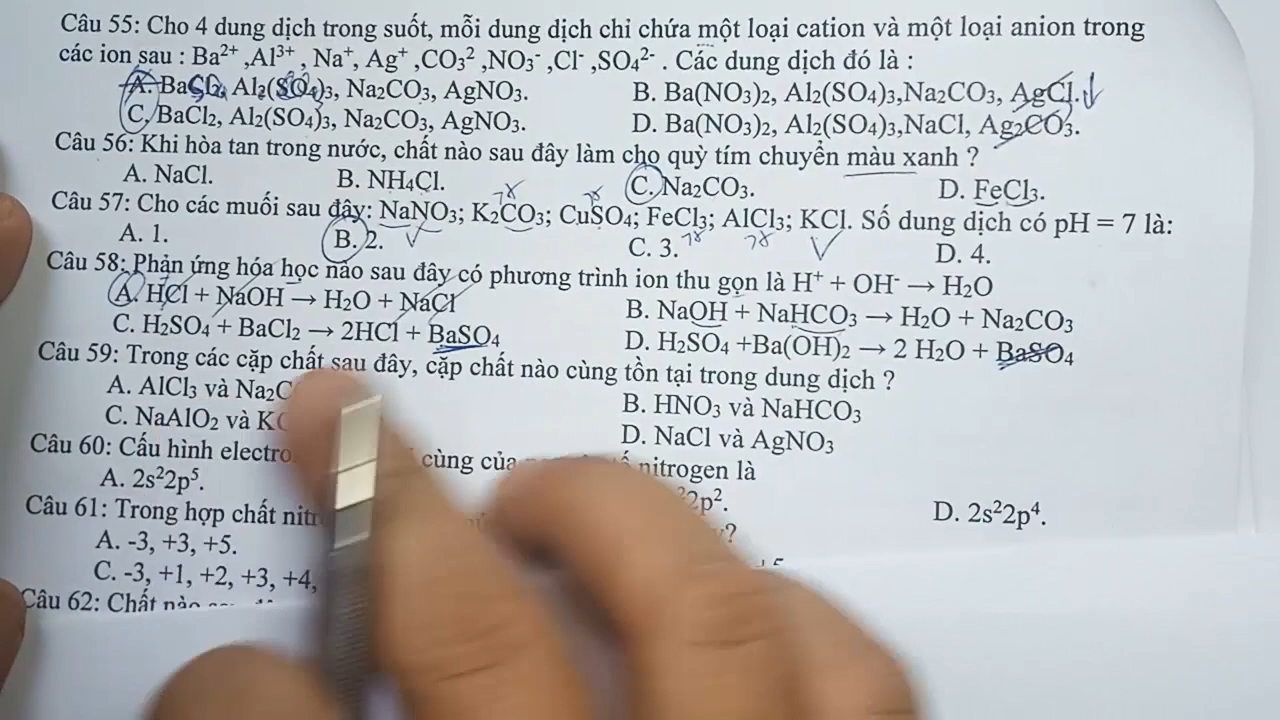 Câu 55: Cho 4 dung dịch trong suốt, mỗi dung dịch chỉ chứa một loại cation và một loại anion trong
các ion sau : Ba²⁺ ,Al³⁺ , Na⁺, Ag⁺ ,CO₃² ,NO₃⁻ ,Cl⁻ ,SO₄²⁻ . Các dung dịch đó là :
A. BaCl₂, Al₂(SO₄)₃, Na₂CO₃, AgNO₃. B. Ba(NO₃)₂, Al₂(SO₄)₃,Na₂CO₃, AgCl.↓
C. BaCl₂, Al₂(SO₄)₃, Na₂CO₃, AgNO₃. D. Ba(NO₃)₂, Al₂(SO₄)₃,NaCl, Ag₂CO₃.
Câu 56: Khi hòa tan trong nước, chất nào sau đây làm cho quỳ tím chuyển màu xanh ?
A. NaCl. B. NH₄Cl. C. Na₂CO₃. D. FeCl₃.
Câu 57: Cho các muối sau đây: NaNO₃; K₂CO₃; CuSO₄; FeCl₃; AlCl₃; KCl. Số dung dịch có pH = 7 là:
A. 1. B. 2. C. 3. D. 4.
Câu 58: Phản ứng hóa học nào sau đây có phương trình ion thu gọn là H⁺ + OH⁻ → H₂O
A. HCl + NaOH → H₂O + NaCl B. NaOH + NaHCO₃ → H₂O + Na₂CO₃
C. H₂SO₄ + BaCl₂ → 2HCl + BaSO₄ D. H₂SO₄ +Ba(OH)₂ → 2 H₂O + BaSO₄
Câu 59: Trong các cặp chất sau đây, cặp chất nào cùng tồn tại trong dung dịch ?
A. AlCl₃ và Na₂C B. HNO₃ và NaHCO₃
C. NaAlO₂ và K D. NaCl và AgNO₃
Câu 60: Cấu hình electro cùng của nitrogen là
A. 2s²2p⁵. ²2p². D. 2s²2p⁴.
Câu 61: Trong hợp chất nit ?
A. -3, +3, +5.
C. -3, +1, +2, +3, +4,
Câu 62: Chất nào